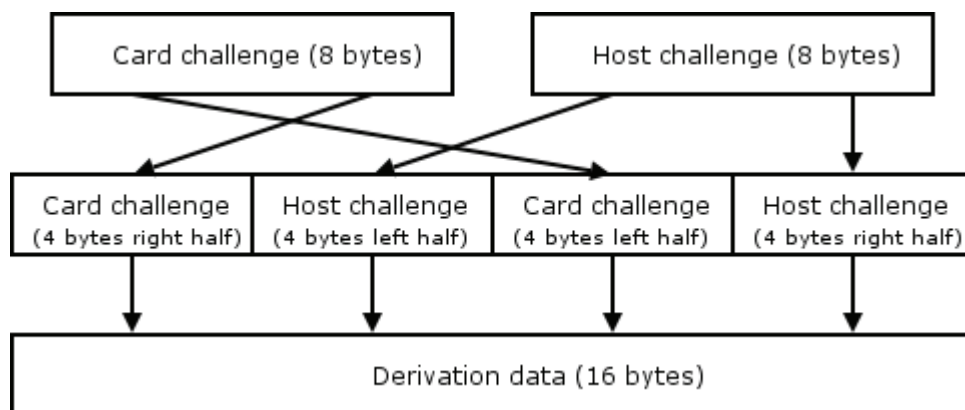 Card challenge (8 bytes)
Host challenge (8 bytes)
Card challenge
(4 bytes right half)
Host challenge
(4 bytes left half)
Card challenge
(4 bytes left half)
Host challenge
(4 bytes right half)
Derivation data (16 bytes)